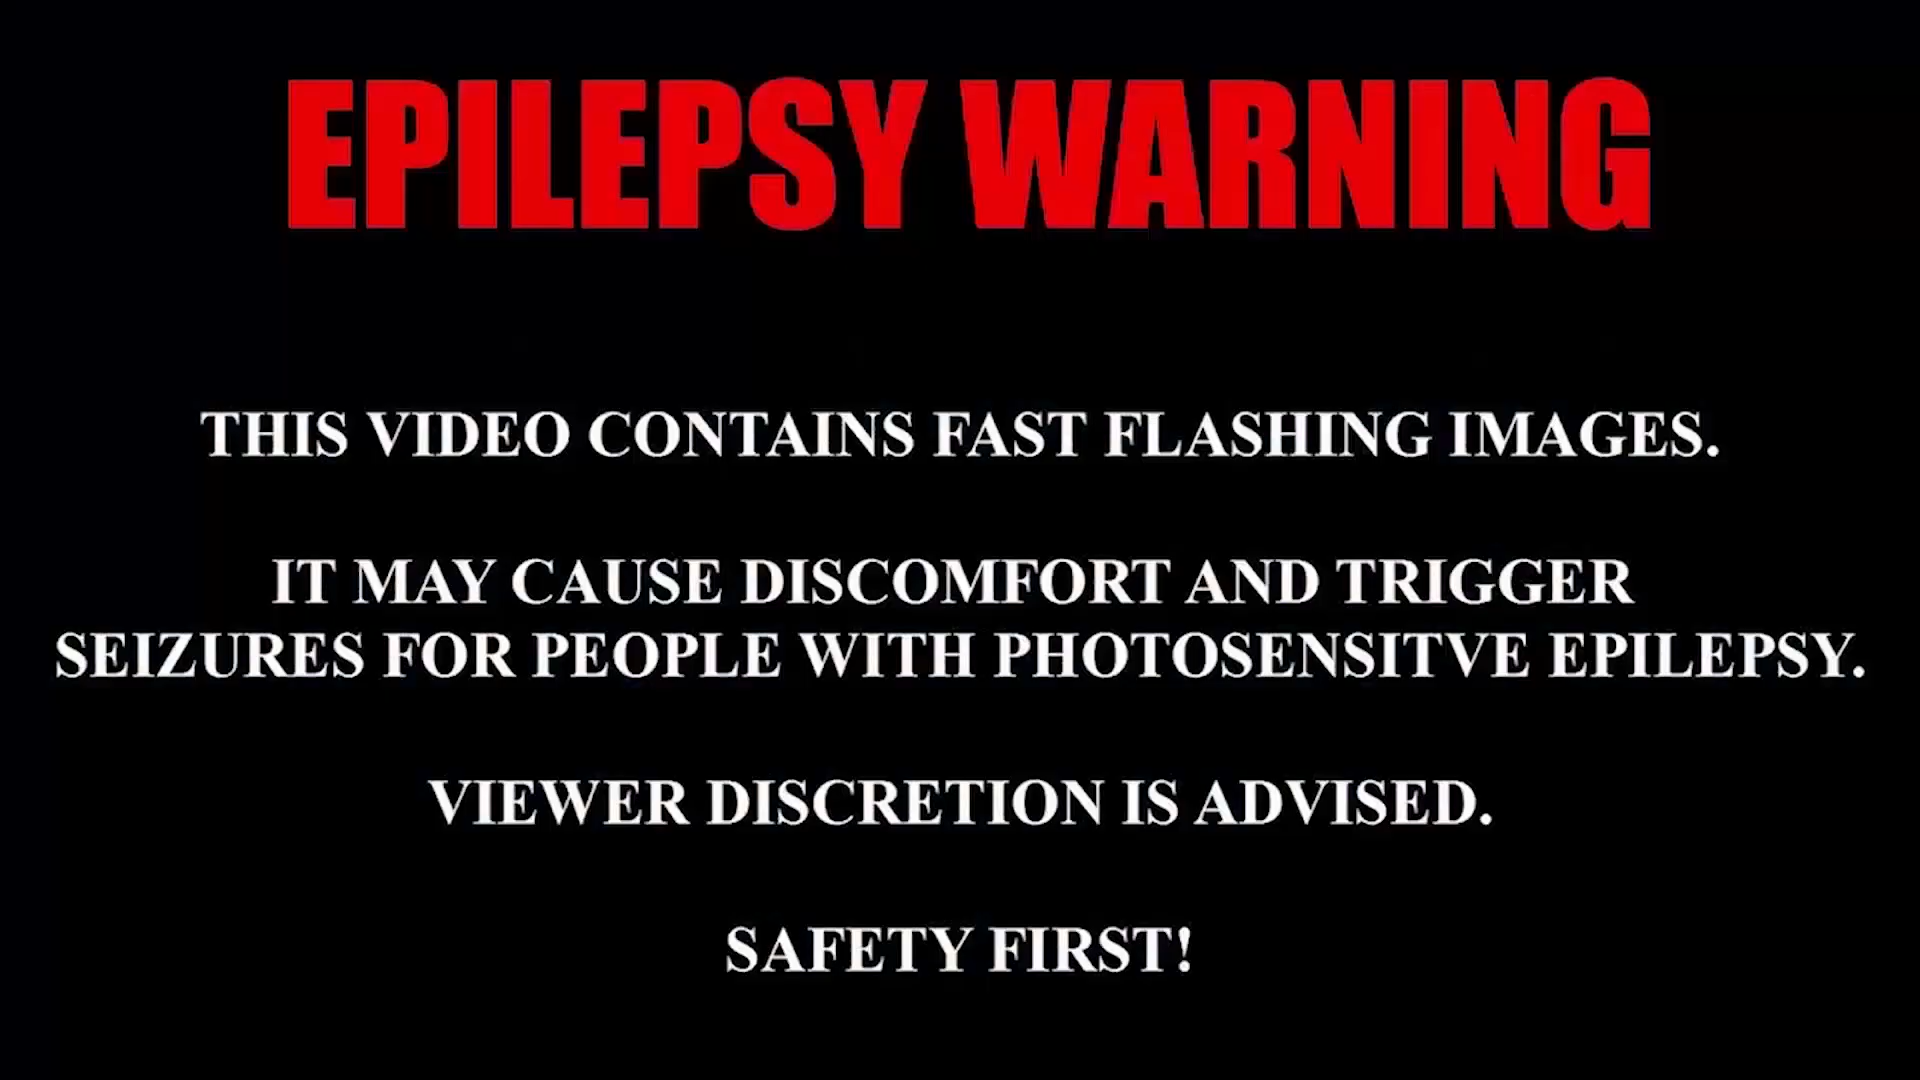 EPILEPSY WARNING
THIS VIDEO CONTAINS FAST FLASHING IMAGES.
IT MAY CAUSE DISCOMFORT AND TRIGGER
SEIZURES FOR PEOPLE WITH PHOTOSENSITVE EPILEPSY.
VIEWER DISCRETION IS ADVISED.
SAFETY FIRST!